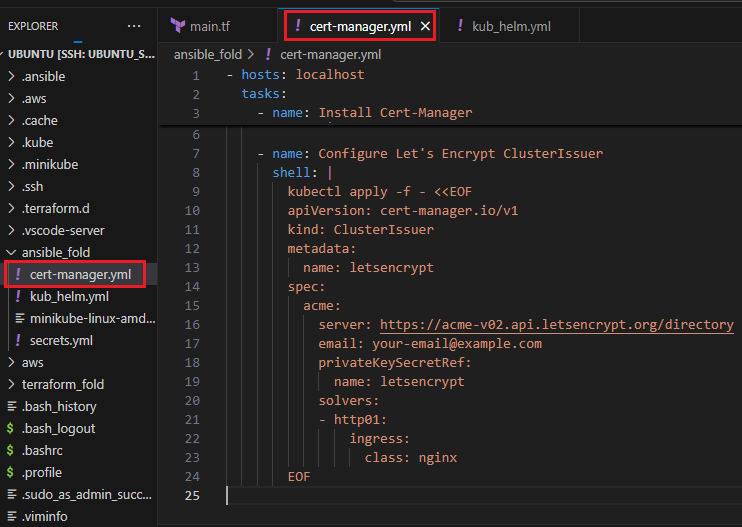 EXPLORER
...
UBUNTU [SSH: UBUNTU_S...
.ansible
.aws
.cache
.kube
.minikube
.ssh
.terraform.d
.vscode-server
ansible_fold
! cert-manager.yml
! kub_helm.yml
minikube-linux-amd...
! secrets.yml
aws
terraform_fold
.bash_history
$ .bash_logout
$ .bashrc
$ .profile
.sudo_as_admin_succ...
.viminfo
main.tf
! cert-manager.yml
! kub_helm.yml
ansible_fold > ! cert-manager.yml
1 - hosts: localhost
2 tasks:
3 - name: Install Cert-Manager
6
7 - name: Configure Let's Encrypt ClusterIssuer
8 shell: |
9 kubectl apply -f - <<EOF
10 apiVersion: cert-manager.io/v1
11 kind: ClusterIssuer
12 metadata:
13 name: letsencrypt
14 spec:
15 acme:
16 server: https://acme-v02.api.letsencrypt.org/directory
17 email: your-email@example.com
18 privateKeySecretRef:
19 name: letsencrypt
20 solvers:
21 - http01:
22 ingress:
23 class: nginx
24 EOF
25